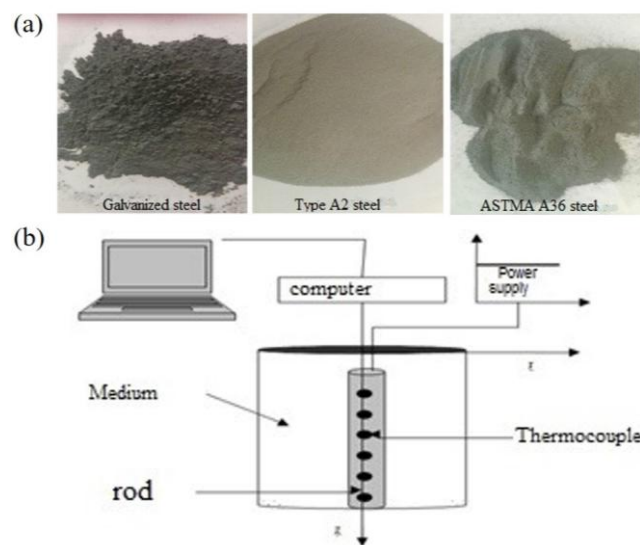 (a)
Galvanized steel
Type A2 steel
ASTMA A36 steel
(b)
computer
Power
supply
r
Medium
Thermocouple
rod
z